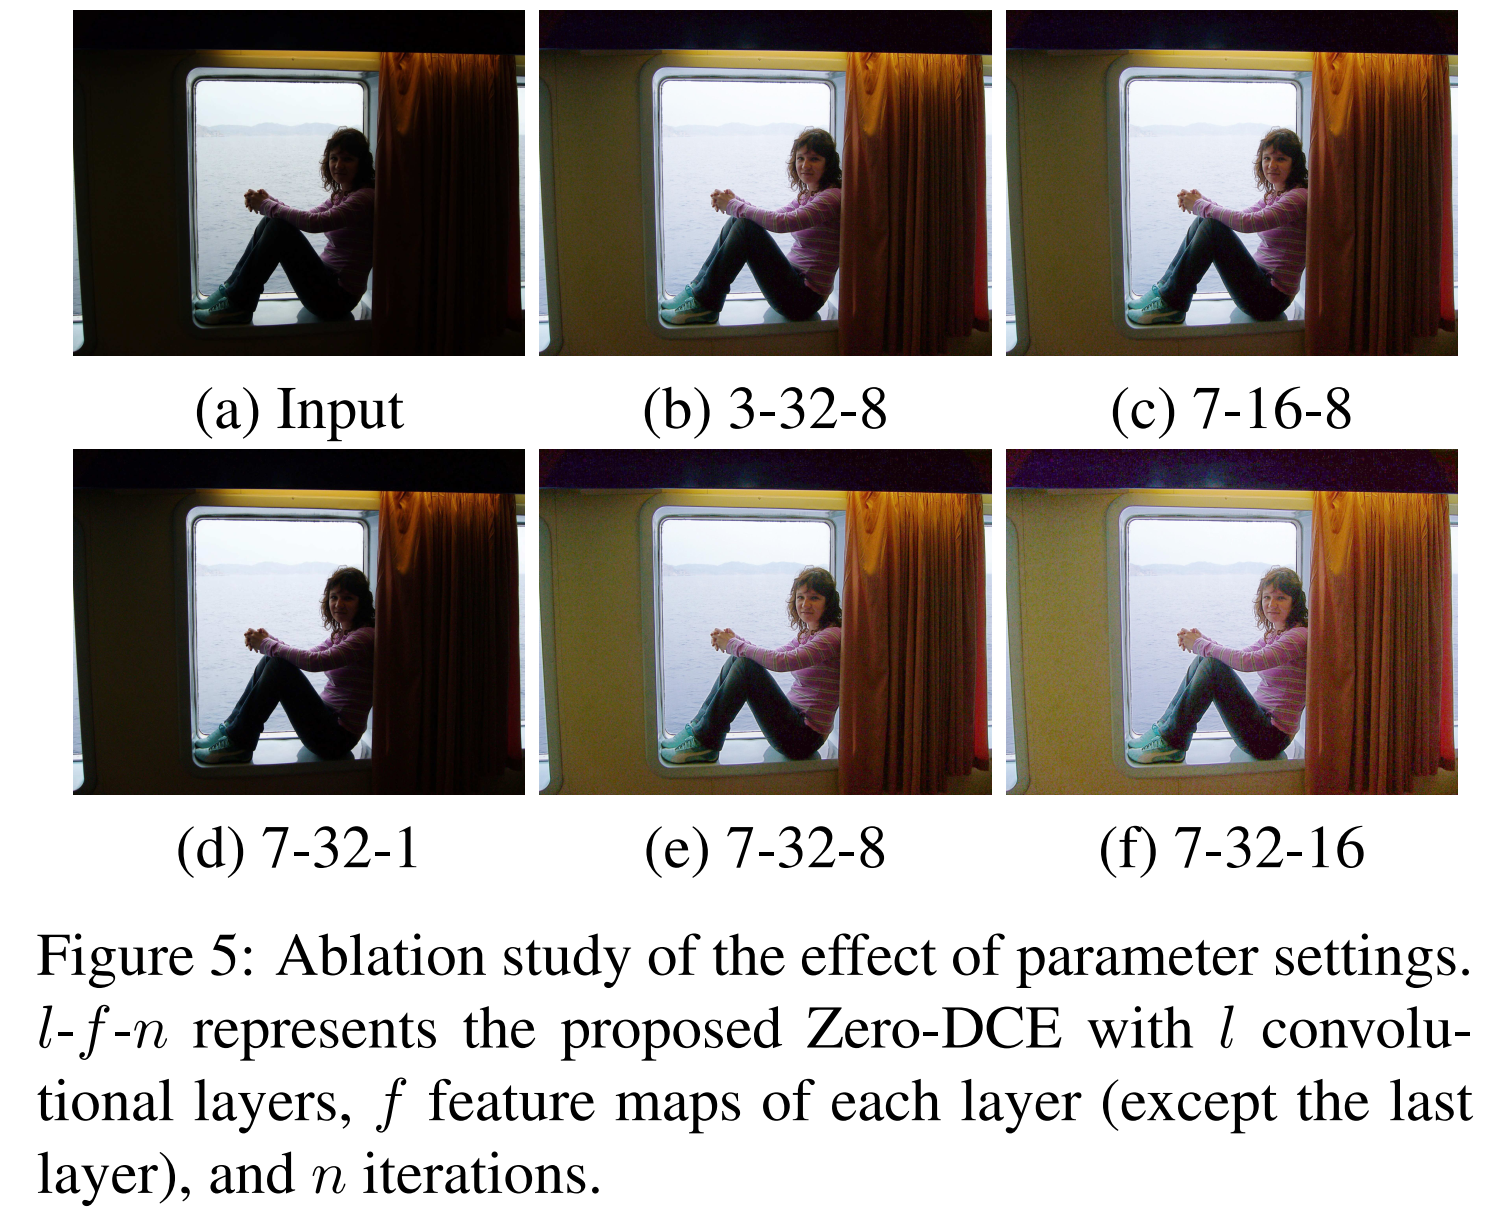 (a) Input
(b) 3-32-8
(c) 7-16-8
(d) 7-32-1
(e) 7-32-8
(f) 7-32-16
Figure 5: Ablation study of the effect of parameter settings.
l-f-n represents the proposed Zero-DCE with l convolu-
tional layers, f feature maps of each layer (except the last
layer), and n iterations.